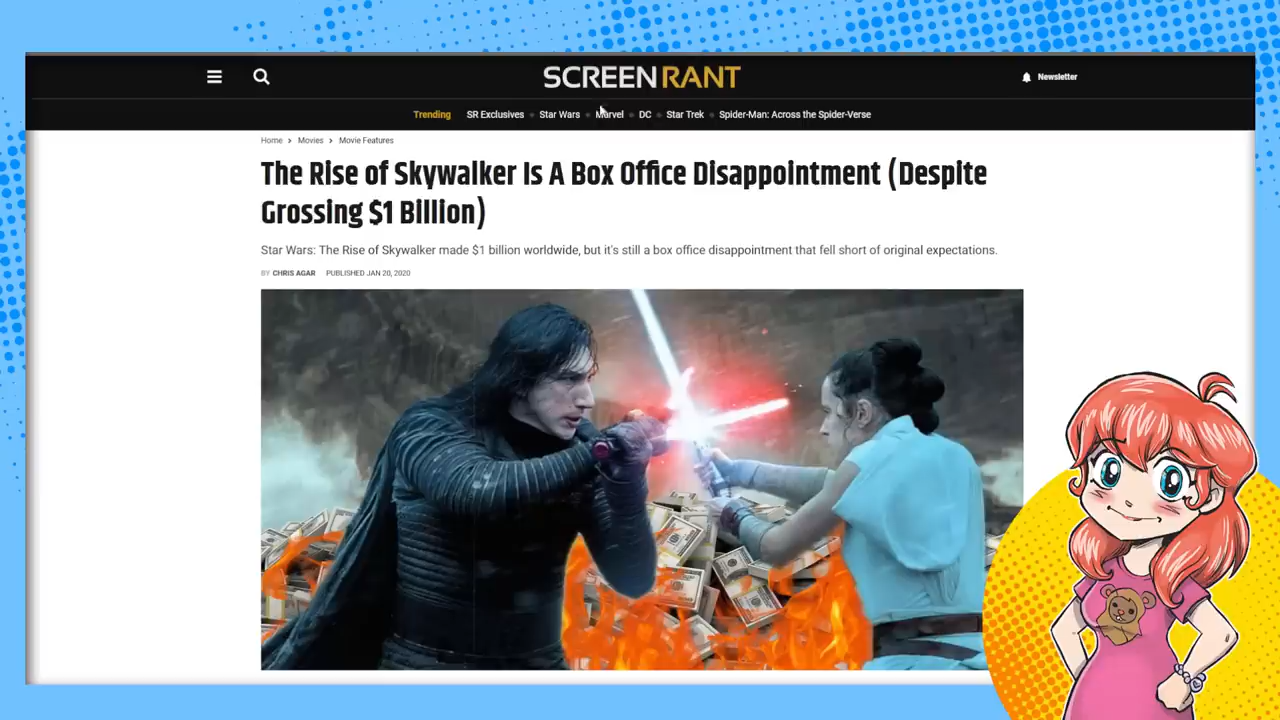 SCREENRANT
Newsletter
Trending SR Exclusives Star Wars Marvel DC Star Trek Spider-Man: Across the Spider-Verse
Home > Movies > Movie Features
The Rise of Skywalker Is A Box Office Disappointment (Despite
Grossing $1 Billion)
Star Wars: The Rise of Skywalker made $1 billion worldwide, but it's still a box office disappointment that fell short of original expectations.
BY CHRIS AGAR PUBLISHED JAN 20, 2020